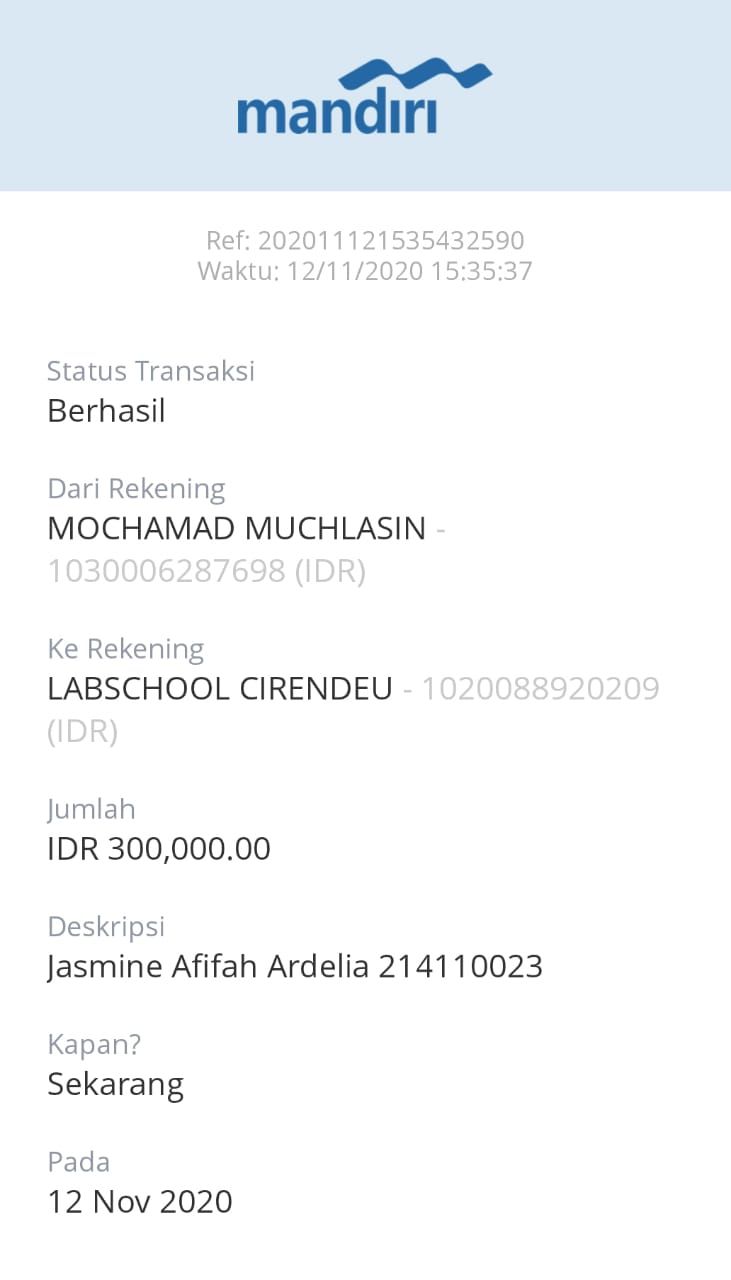 mandiri
Ref: 202011121535432590
Waktu: 12/11/2020 15:35:37
Status Transaksi
Berhasil
Dari Rekening
MOCHAMAD MUCHLASIN -
1030006287698 (IDR)
Ke Rekening
LABSCHOOL CIRENDEU - 1020088920209
(IDR)
Jumlah
IDR 300,000.00
Deskripsi
Jasmine Afifah Ardelia 214110023
Kapan?
Sekarang
Pada
12 Nov 2020